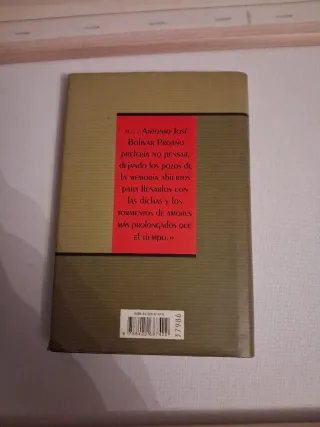 «... ANTONIO JOSÉ
BOLÍVAR PROAÑO
PREFERÍA NO PENSAR,
DEJANDO LOS POZOS DE
LA MEMORIA ABIERTOS
PARA LLENARLOS CON
LAS DICHAS Y LOS
TORMENTOS DE AMORES
MÁS PROLONGADOS QUE
EL TIEMPO.»
37986